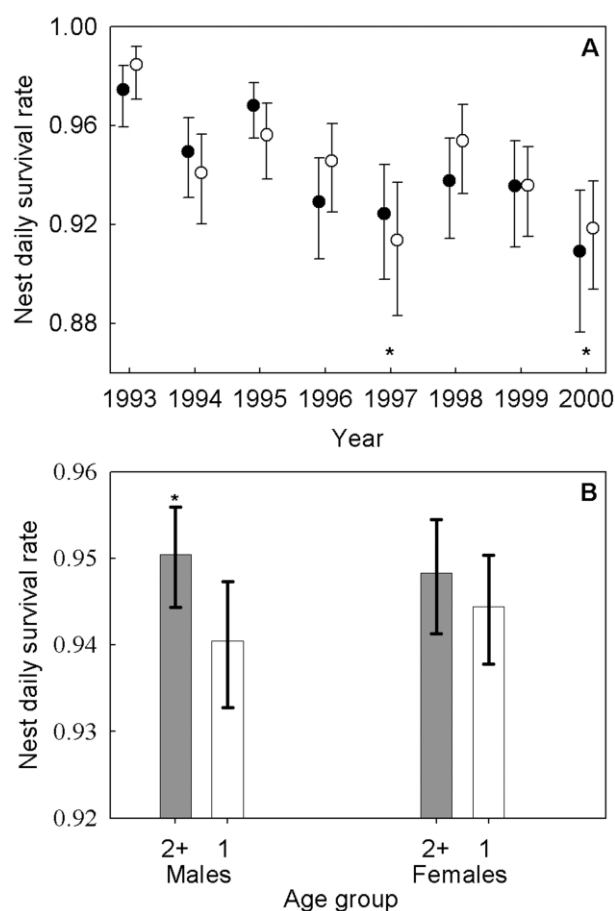 1.00
A
0.96
0.92
0.88
Nest daily survival rate
* *
1993 1994 1995 1996 1997 1998 1999 2000
Year
0.96
B
*
0.95
0.94
0.93
0.92
Nest daily survival rate
2+ 1 2+ 1
Males Females
Age group